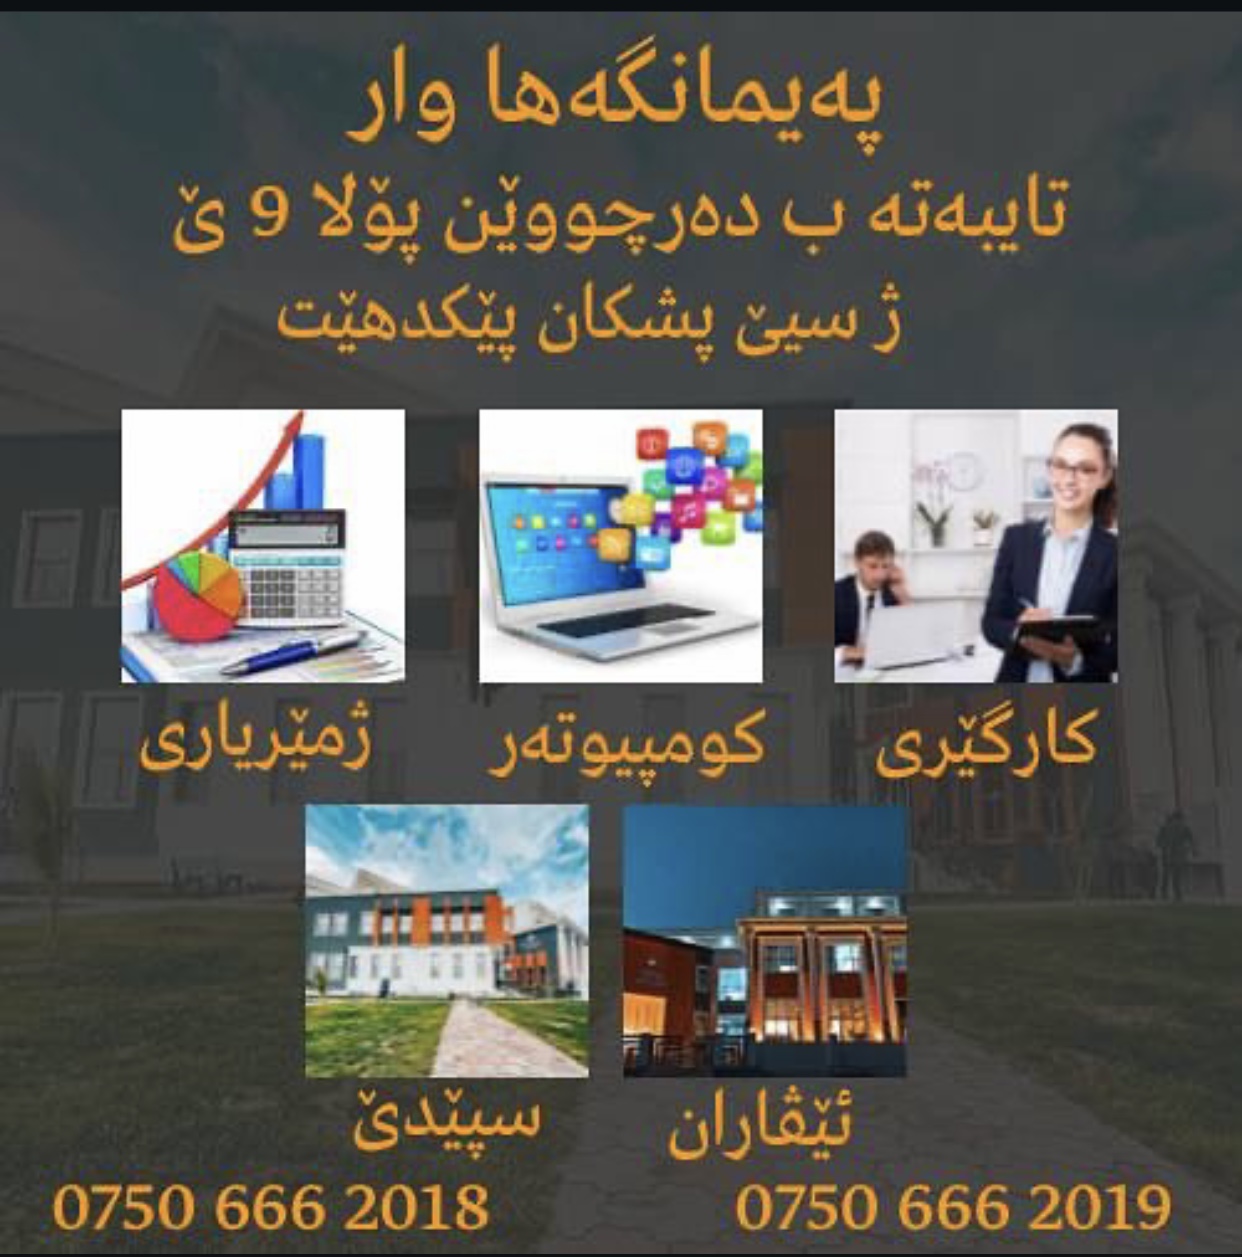 پەیمانگەها وار
تایبەتە ب دەرچوویێن پۆلا 9 ێ
ژ سیێ پشکان پێکدهێت
کارگێری
کومپیوتەر
ژمێریاری
ئێڤاران
سپێدێ
0750 666 2019
0750 666 2018